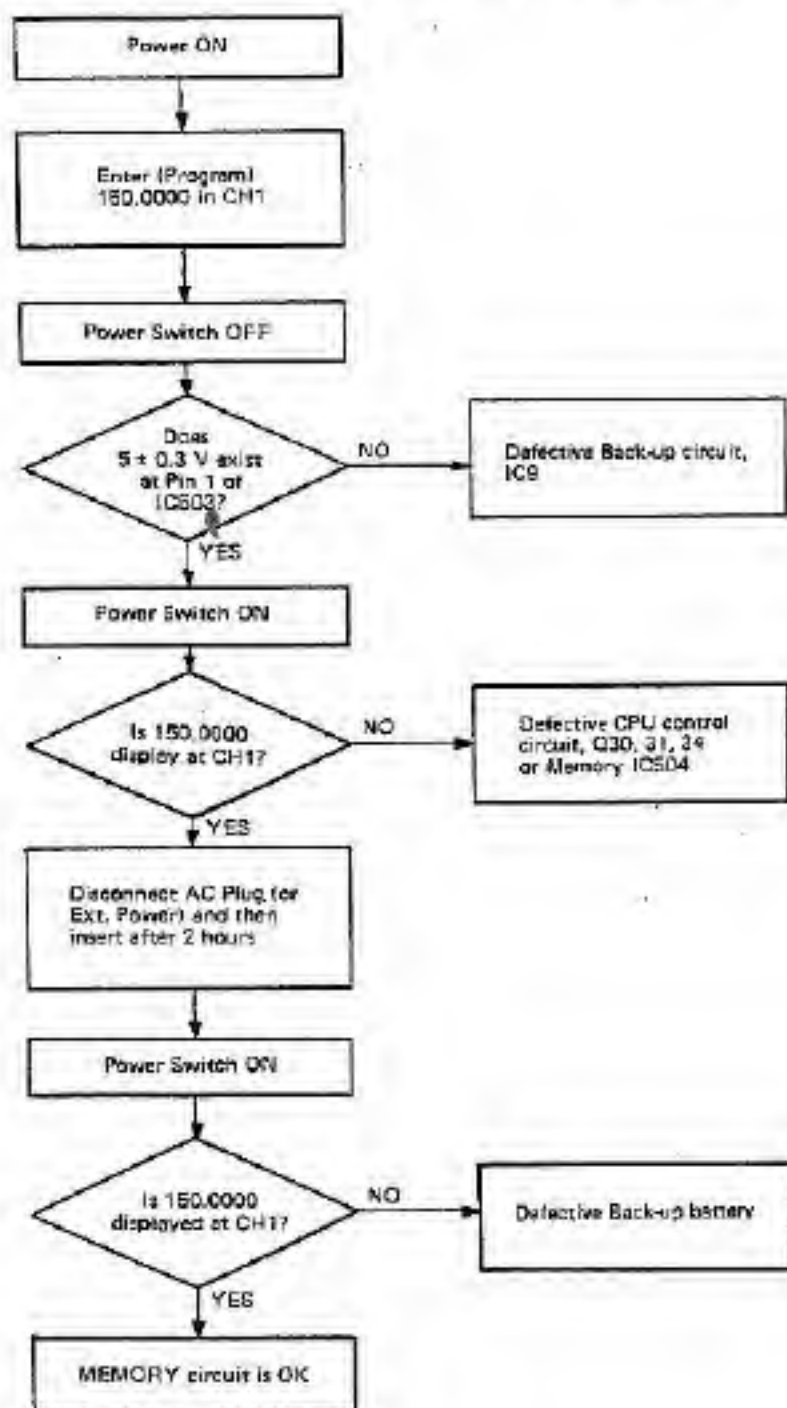 Power ON
Enter (Program)
150.0000 in CH1
Power Switch OFF
Does
5 ± 0.3 V exist
at Pin 1 of
NO
Defective Back-up circuit,
IC9
YES
Power Switch ON
Is 150.0000
display at CH1?
NO
Defective CPU control
circuit, Q30, 31, 34
or Memory IC504
YES
Disconnect AC Plug (or
Ext. Power) and then
insert after 2 hours
Power Switch ON
Is 150.0000
displayed at CH1?
NO
Defective Back-up battery
YES
MEMORY circuit is OK